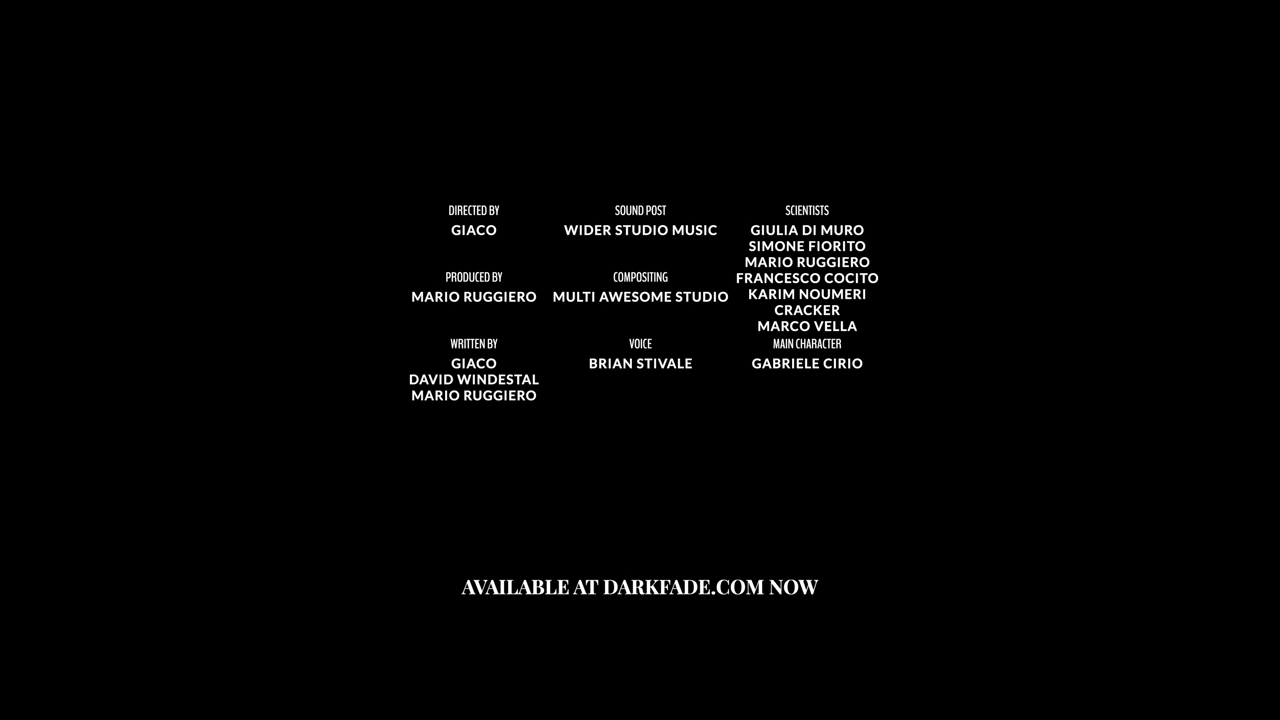 DIRECTED BY
GIACO
PRODUCED BY
MARIO RUGGIERO
WRITTEN BY
GIACO
DAVID WINDESTAL
MARIO RUGGIERO
SOUND POST
WIDER STUDIO MUSIC
COMPOSITING
MULTI AWESOME STUDIO
VOICE
BRIAN STIVALE
SCIENTISTS
GIULIA DI MURO
SIMONE FIORITO
MARIO RUGGIERO
FRANCESCO COCITO
KARIM NOUMERI
CRACKER
MARCO VELLA
MAIN CHARACTER
GABRIELE CIRIO
AVAILABLE AT DARKFADE.COM NOW